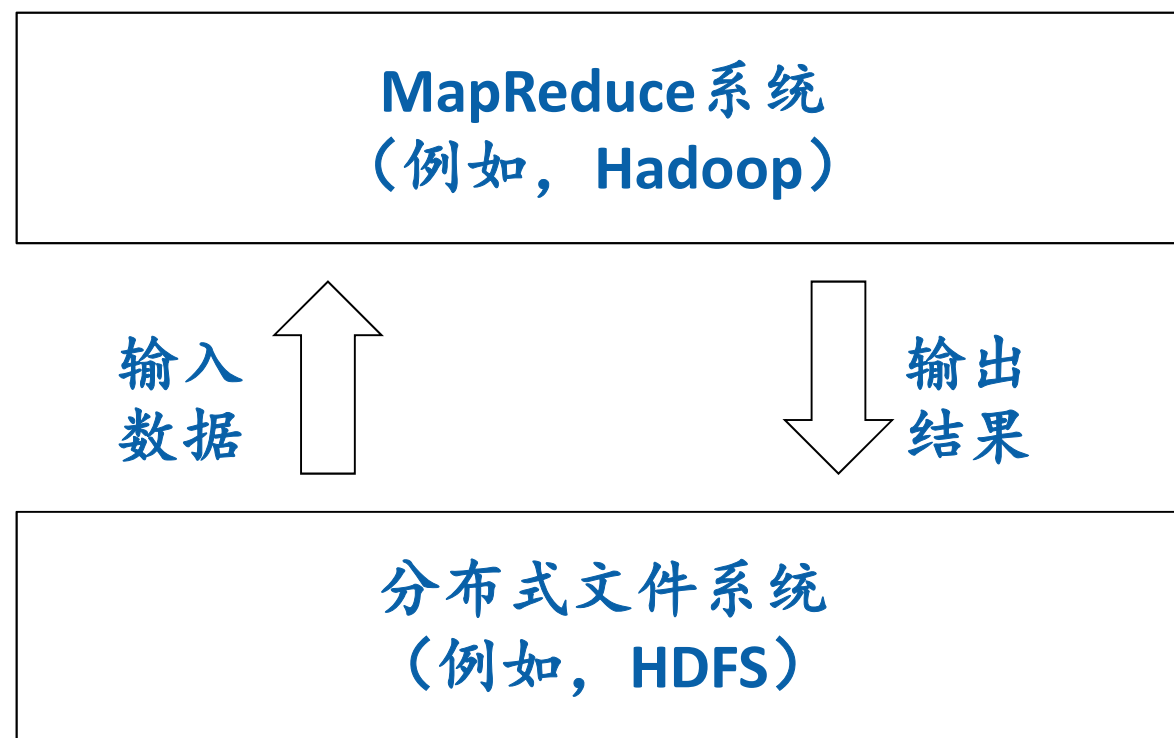 MapReduce系统
（例如，Hadoop）
输入
数据
输出
结果
分布式文件系统
（例如，HDFS）